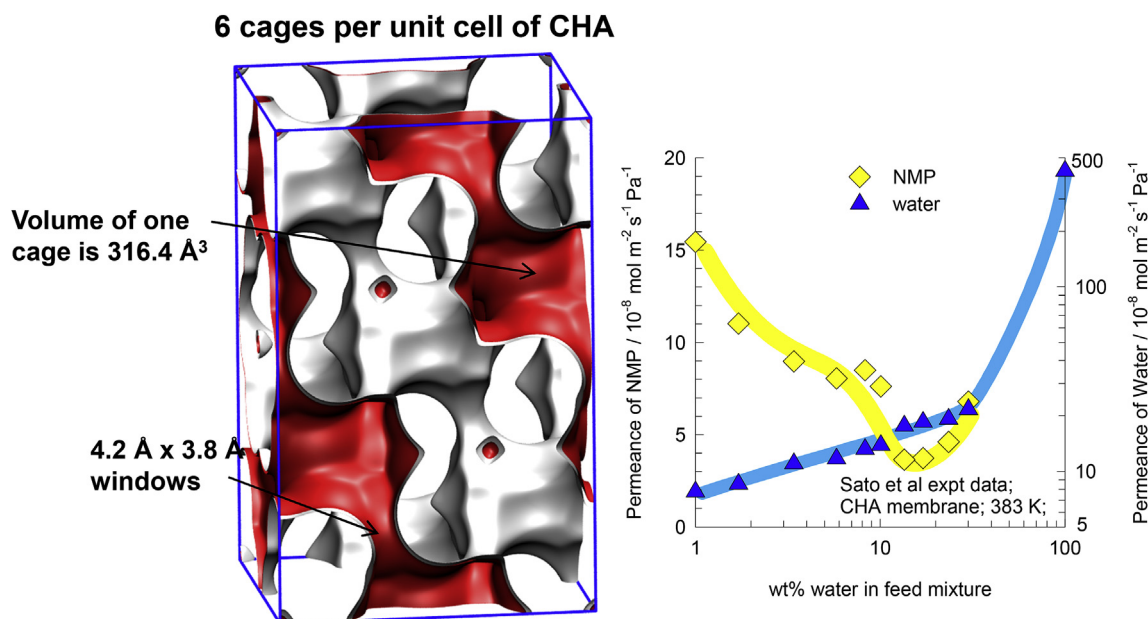 6 cages per unit cell of CHA
Volume of one
cage is 316.4 Å³
4.2 Å x 3.8 Å
windows
Permeance of NMP / 10⁻⁸ mol m⁻² s⁻¹ Pa⁻¹
20
15
10
5
0
NMP
water
Sato et al expt data;
CHA membrane; 383 K;
500
100
10
5
Permeance of Water / 10⁻⁸ mol m⁻² s⁻¹ Pa⁻¹
1
10
100
wt% water in feed mixture